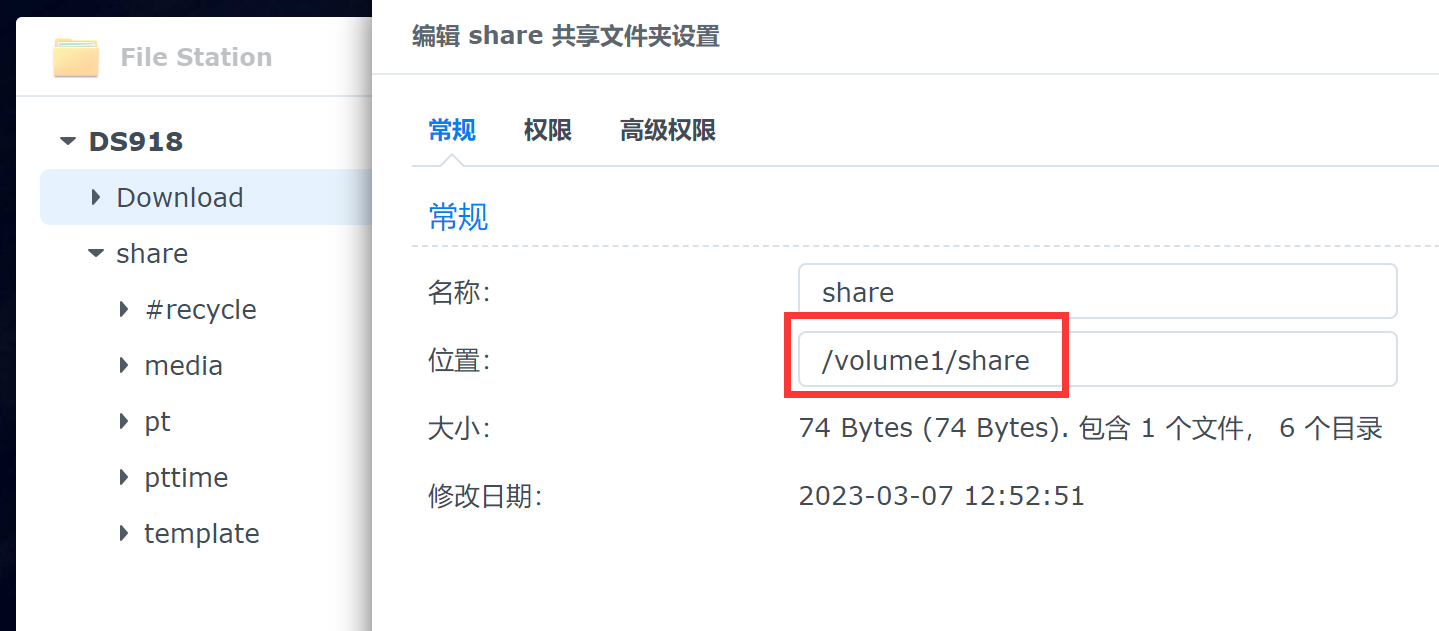 File Station
DS918
Download
share
#recycle
media
pt
pttime
template
编辑 share 共享文件夹设置
常规 权限 高级权限
常规
名称: share
位置: /volume1/share
大小: 74 Bytes (74 Bytes). 包含 1 个文件， 6 个目录
修改日期: 2023-03-07 12:52:51